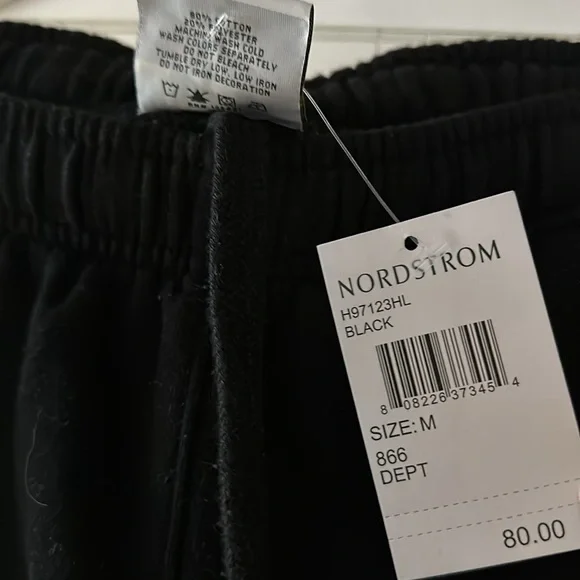 80% COTTON
20% POLYESTER
MACHINE WASH COLD
WASH COLORS SEPARATELY
DO NOT BLEACH
TUMBLE DRY LOW, LOW IRON
DO NOT IRON DECORATION
NORDSTROM
H97123HL
BLACK
8 08226 37345 4
SIZE: M
866
DEPT
80.00